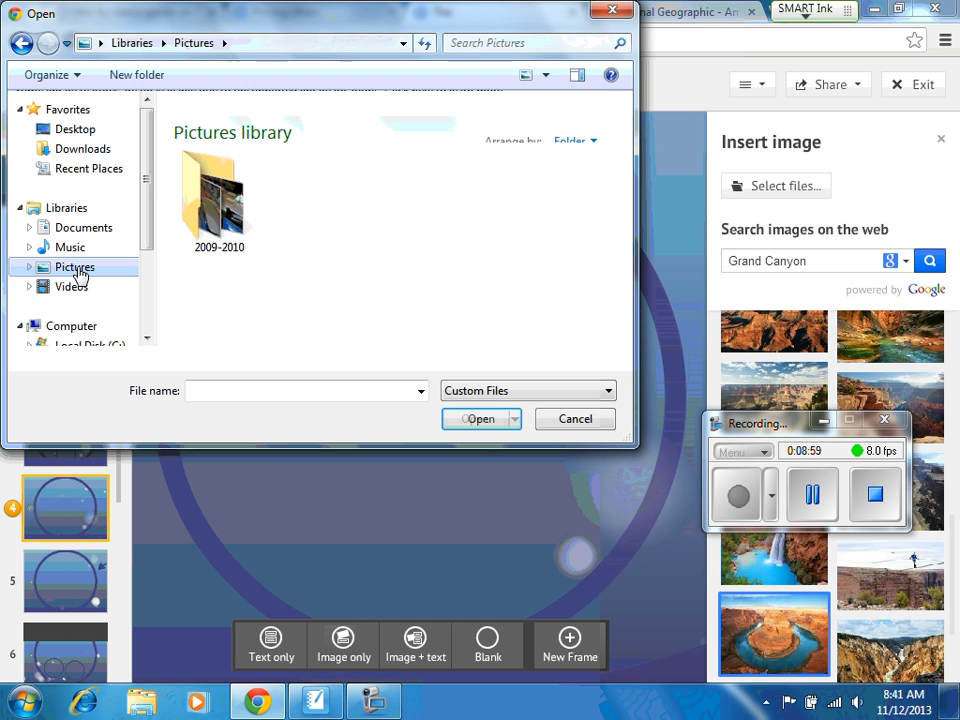 Open
nal Geographic - Am
SMART Ink
Libraries
Pictures
Search Pictures
Organize
New folder
Share
Exit
Favorites
Desktop
Downloads
Recent Places
Libraries
Documents
Music
Pictures
Videos
Computer
Local Disk (C:)
Pictures library
Arrange by: Folder
2009-2010
File name:
Custom Files
Open
Cancel
Insert image
Select files...
Search images on the web
Grand Canyon
8
powered by Google
Recording...
Menu
0:08:59
8.0 fps
4
5
6
Text only
Image only
Image + text
Blank
New Frame
8:41 AM
11/12/2013